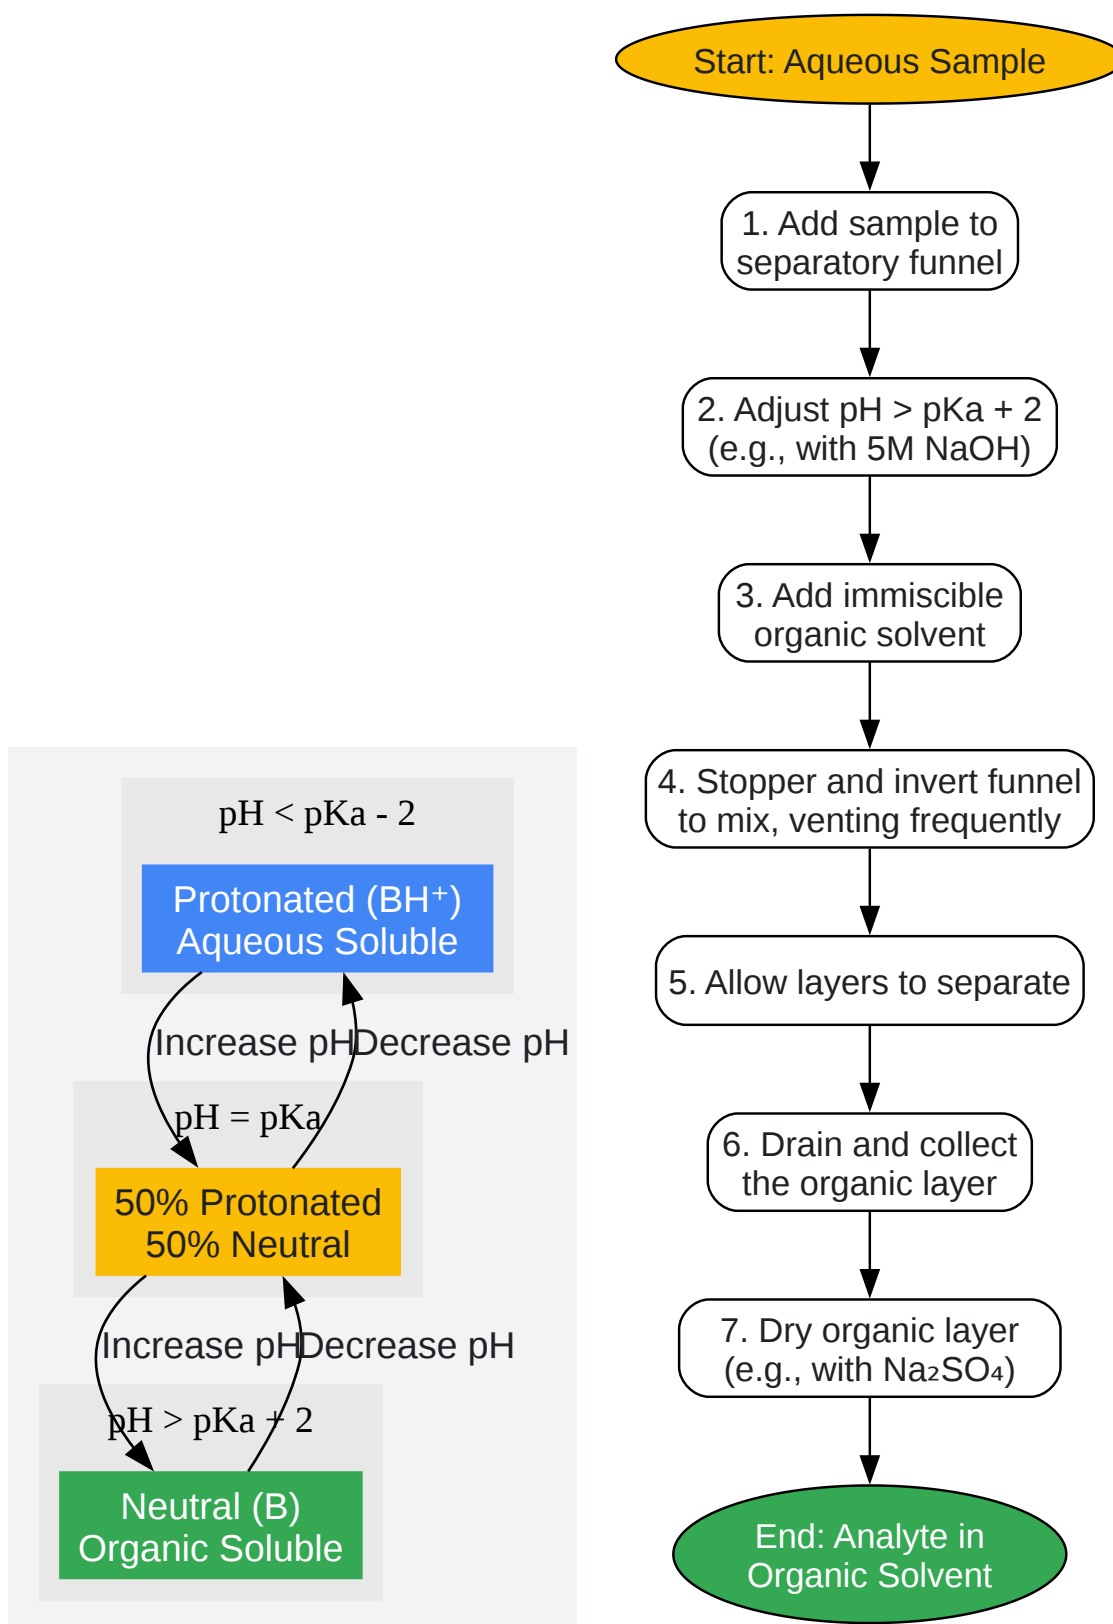 Start: Aqueous Sample
1. Add sample to
separatory funnel
2. Adjust pH > pKa + 2
(e.g., with 5M NaOH)
3. Add immiscible
organic solvent
4. Stopper and invert funnel
to mix, venting frequently
5. Allow layers to separate
6. Drain and collect
the organic layer
7. Dry organic layer
(e.g., with Na₂SO₄)
End: Analyte in
Organic Solvent
pH < pKa - 2
Protonated (BH⁺)
Aqueous Soluble
Increase pH
Decrease pH
pH = pKa
50% Protonated
50% Neutral
Increase pH
Decrease pH
pH > pKa + 2
Neutral (B)
Organic Soluble